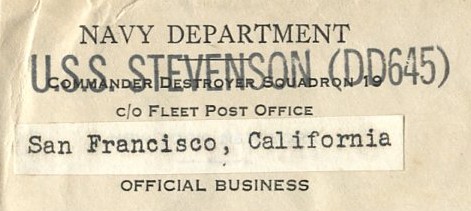 NAVY DEPARTMENT
U.S.S. STEVENSON (DD645)
COMMANDER DESTROYER SQUADRON 19
C/O FLEET POST OFFICE
San Francisco, California
OFFICIAL BUSINESS